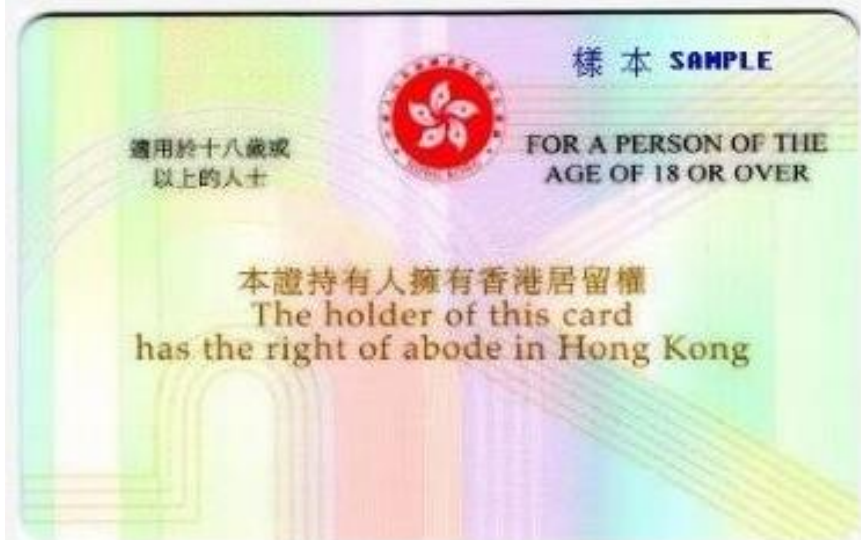 樣本 SAMPLE
適用於十八歲或
以上的人士
FOR A PERSON OF THE
AGE OF 18 OR OVER
本證持有人擁有香港居留權
The holder of this card
has the right of abode in Hong Kong